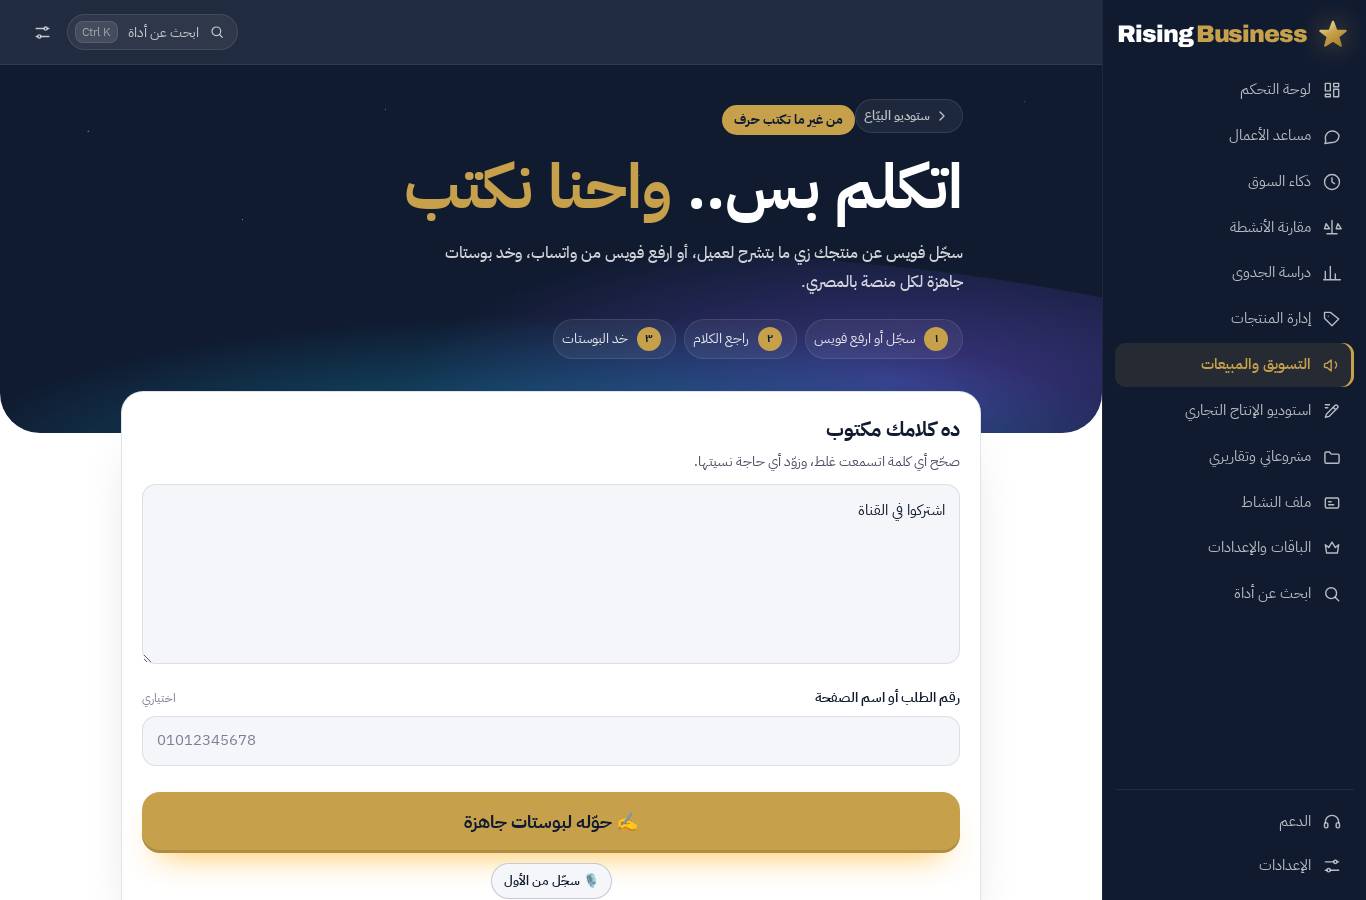 Rising Business
لوحة التحكم
مساعد الأعمال
ذكاء السوق
مقارنة الأنشطة
دراسة الجدوى
إدارة المنتجات
التسويق والمبيعات
استوديو الإنتاج التجاري
مشروعاتي وتقاريري
ملف النشاط
الباقات والإعدادات
ابحث عن أداة
الدعم
الإعدادات
ابحث عن أداة Ctrl K
ستوديو البيّاع
من غير ما تكتب حرف
اتكلم بس.. واحنا نكتب
سجّل فويس عن منتجك زي ما بتشرح لعميل، أو ارفع فويس من واتساب، وخد بوستات
جاهزة لكل منصة بالمصري.
١ سجّل أو ارفع فويس
٢ راجع الكلام
٣ خد البوستات
ده كلامك مكتوب
صحّح أي كلمة اتسمعت غلط، وزوّد أي حاجة نسيتها.
اشتركوا في القناة
رقم الطلب أو اسم الصفحة
اختياري
01012345678
✍️ حوّله لبوستات جاهزة
🎙️ سجّل من الأول